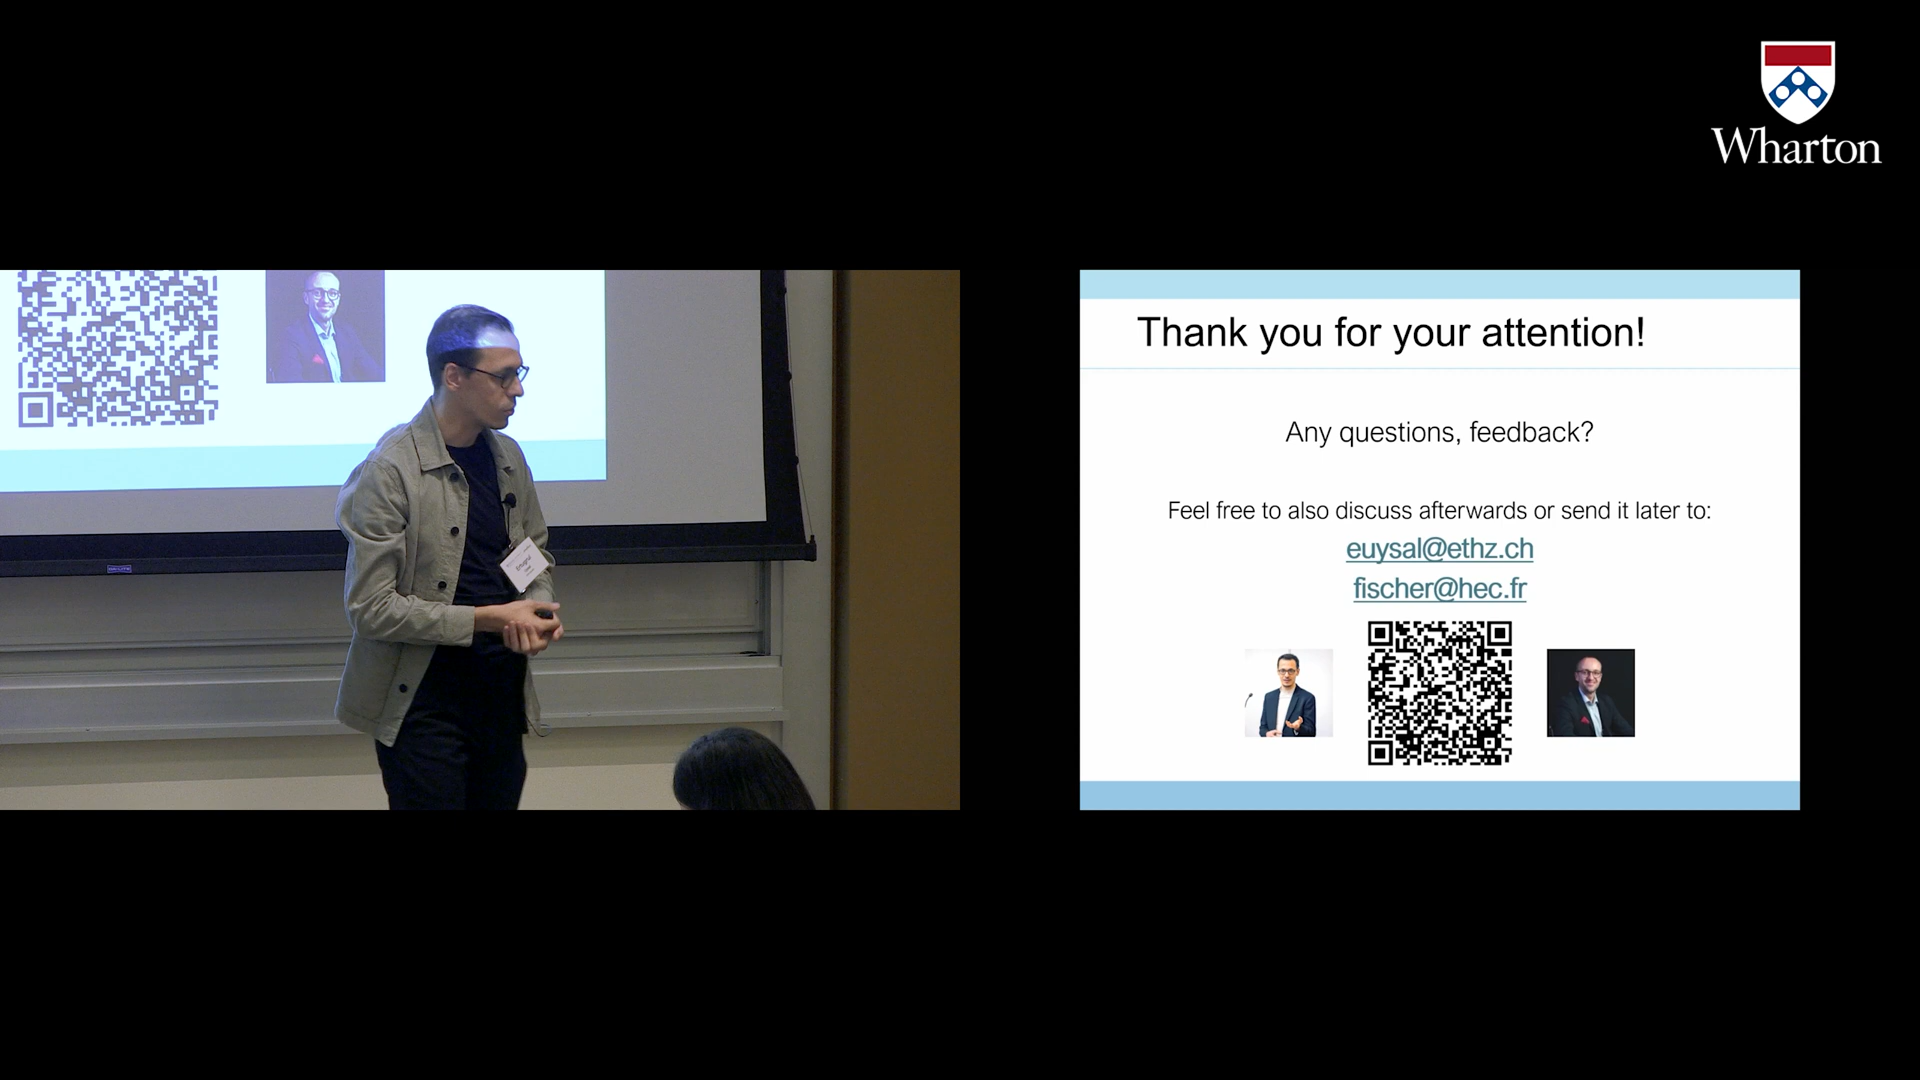 Wharton
Thank you for your attention!
Any questions, feedback?
Feel free to also discuss afterwards or send it later to:
euysal@ethz.ch
fischer@hec.fr